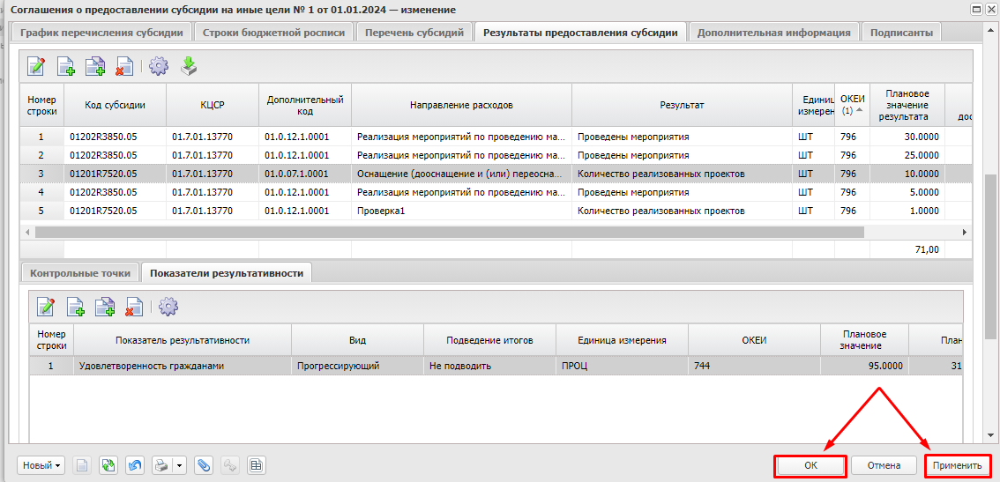 Соглашения о предоставлении субсидии на иные цели № 1 от 01.01.2024 — изменение
График перечисления субсидии Строки бюджетной росписи Перечень субсидий Результаты предоставления субсидии Дополнительная информация Подписанты
Номер строки Код субсидии КЦСР Дополнительный код Направление расходов Результат Единиц измерен ОКЕИ (1) Плановое значение результата дос
1 01202R3850.05 01.7.01.13770 01.0.12.1.0001 Реализация мероприятий по проведению ма... Проведены мероприятия ШТ 796 30.0000
2 01202R3850.05 01.7.01.13770 01.0.12.1.0001 Реализация мероприятий по проведению ма... Проведены мероприятия ШТ 796 25.0000
3 01201R7520.05 01.7.01.13770 01.0.07.1.0001 Оснащение (дооснащение и (или) переосна... Количество реализованных проектов ШТ 796 10.0000
4 01202R3850.05 01.7.01.13770 01.0.12.1.0001 Реализация мероприятий по проведению ма... Проведены мероприятия ШТ 796 5.0000
5 01201R7520.05 01.7.01.13770 01.0.12.1.0001 Проверка1 Количество реализованных проектов ШТ 796 1.0000
71,00
Контрольные точки Показатели результативности
Номер строки Показатель результативности Вид Подведение итогов Единица измерения ОКЕИ Плановое значение План
1 Удовлетворенность гражданами Прогрессирующий Не подводить ПРОЦ 744 95.0000 31
Новый ОК Отмена Применить